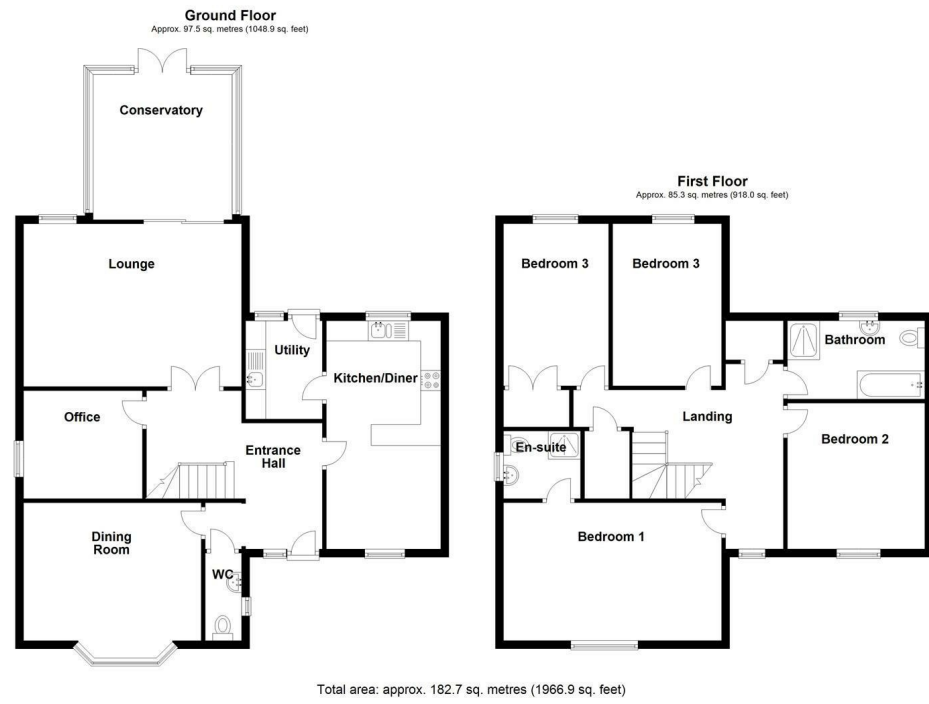 Ground Floor
Approx. 97.5 sq. metres (1048.9 sq. feet)
Conservatory
Lounge
Utility
Kitchen/Diner
Office
Entrance
Hall
Dining
Room
WC
First Floor
Approx. 85.3 sq. metres (918.0 sq. feet)
Bedroom 3
Bedroom 3
Bathroom
Landing
Bedroom 2
En-suite
Bedroom 1
Total area: approx. 182.7 sq. metres (1966.9 sq. feet)